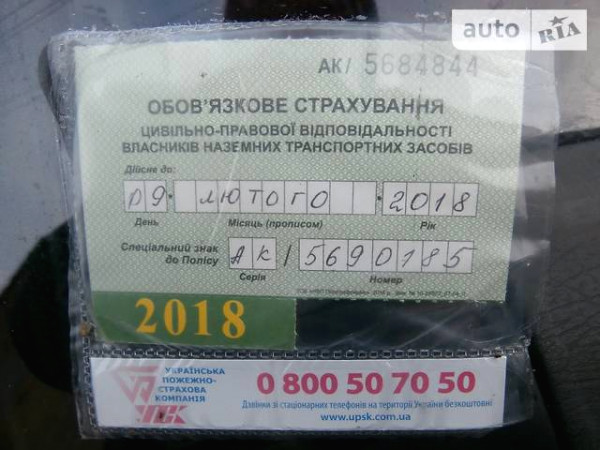 auto RIA
АК/ 5684844
ОБОВ'ЯЗКОВЕ СТРАХУВАННЯ
ЦИВІЛЬНО-ПРАВОВОЇ ВІДПОВІДАЛЬНОСТІ
ВЛАСНИКІВ НАЗЕМНИХ ТРАНСПОРТНИХ ЗАСОБІВ
Дійсне до:
09 ЛЮТОГО 2018
День Місяць (прописом) Рік
Спеціальний знак
до Полісу
АК / 5690185
Серія Номер
2018
УКРАЇНСЬКА
ПОЖЕЖНО-
СТРАХОВА
КОМПАНІЯ
УПСК
0 800 50 70 50
Дзвінки зі стаціонарних телефонів на території України безкоштовні
www.upsk.com.ua